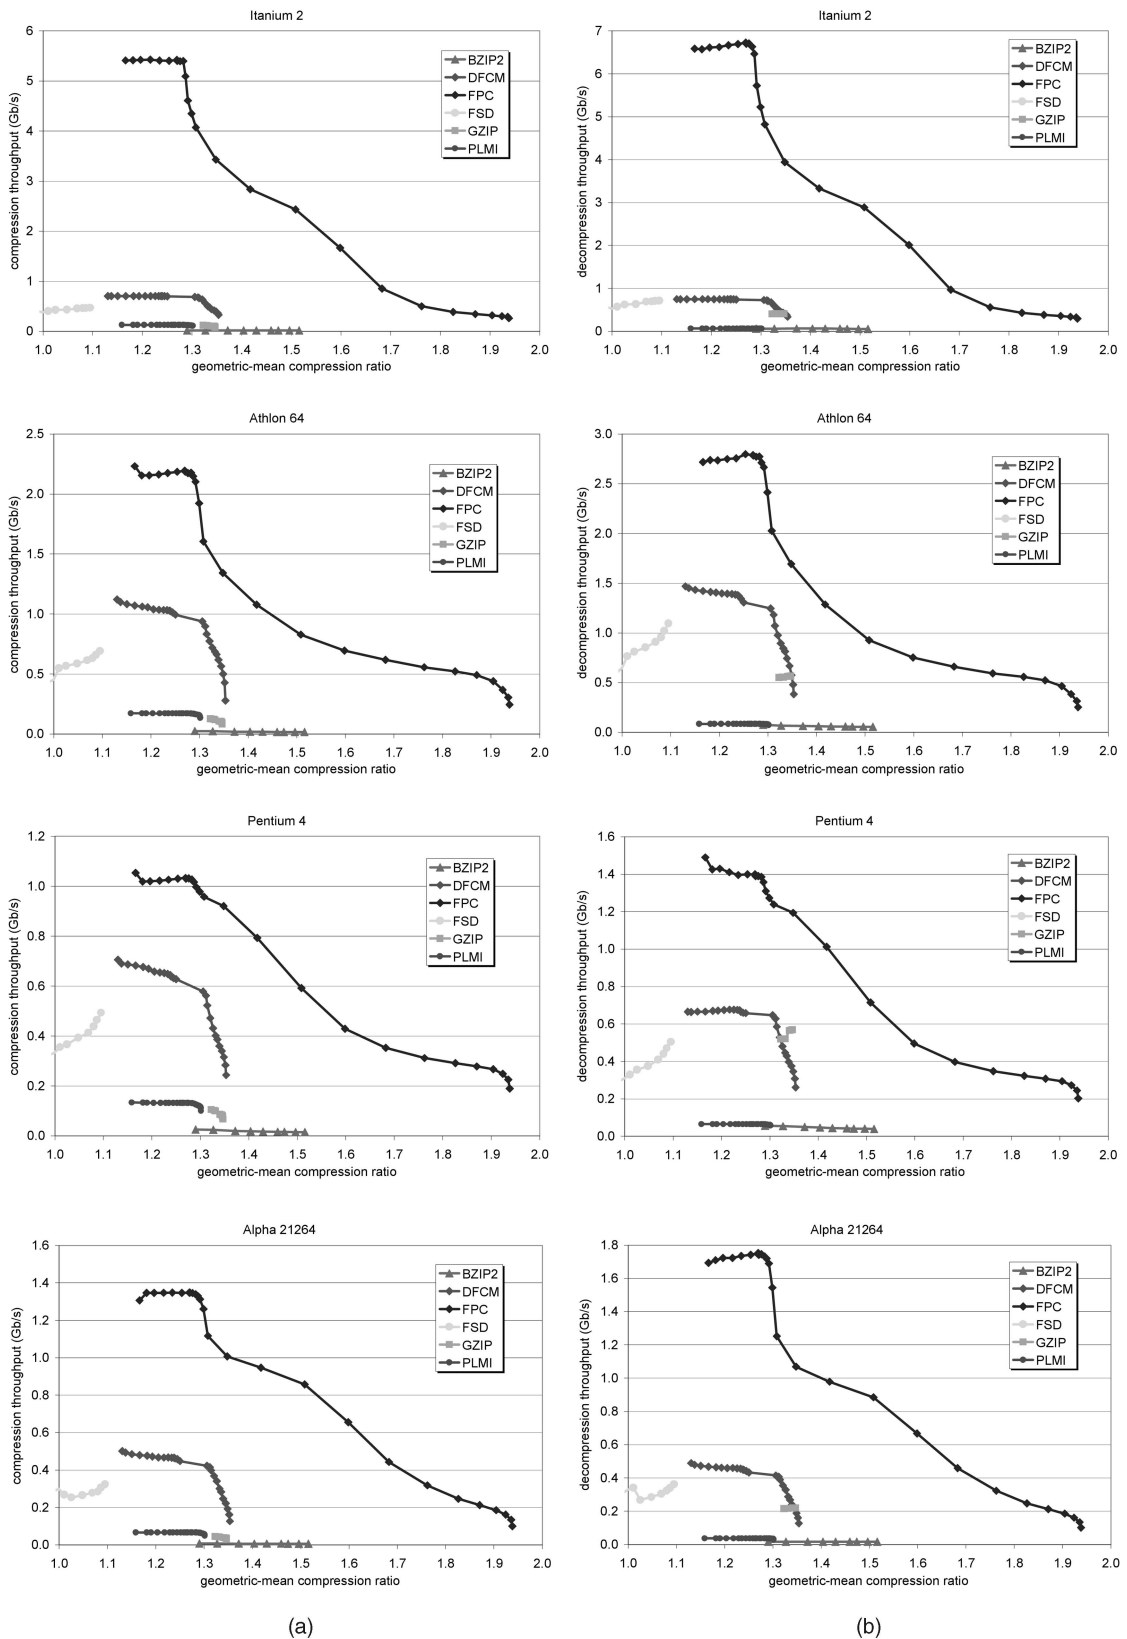 Itanium 2
compression throughput (Gb/s)
6
5
4
3
2
1
0
1.0 1.1 1.2 1.3 1.4 1.5 1.6 1.7 1.8 1.9 2.0
geometric-mean compression ratio
BZIP2
DFCM
FPC
FSD
GZIP
PLMI
Itanium 2
decompression throughput (Gb/s)
7
6
5
4
3
2
1
0
1.0 1.1 1.2 1.3 1.4 1.5 1.6 1.7 1.8 1.9 2.0
geometric-mean compression ratio
BZIP2
DFCM
FPC
FSD
GZIP
PLMI
Athlon 64
compression throughput (Gb/s)
2.5
2.0
1.5
1.0
0.5
0.0
1.0 1.1 1.2 1.3 1.4 1.5 1.6 1.7 1.8 1.9 2.0
geometric-mean compression ratio
BZIP2
DFCM
FPC
FSD
GZIP
PLMI
Athlon 64
decompression throughput (Gb/s)
3.0
2.5
2.0
1.5
1.0
0.5
0.0
1.0 1.1 1.2 1.3 1.4 1.5 1.6 1.7 1.8 1.9 2.0
geometric-mean compression ratio
BZIP2
DFCM
FPC
FSD
GZIP
PLMI
Pentium 4
compression throughput (Gb/s)
1.2
1.0
0.8
0.6
0.4
0.2
0.0
1.0 1.1 1.2 1.3 1.4 1.5 1.6 1.7 1.8 1.9 2.0
geometric-mean compression ratio
BZIP2
DFCM
FPC
FSD
GZIP
PLMI
Pentium 4
decompression throughput (Gb/s)
1.6
1.4
1.2
1.0
0.8
0.6
0.4
0.2
0.0
1.0 1.1 1.2 1.3 1.4 1.5 1.6 1.7 1.8 1.9 2.0
geometric-mean compression ratio
BZIP2
DFCM
FPC
FSD
GZIP
PLMI
Alpha 21264
compression throughput (Gb/s)
1.6
1.4
1.2
1.0
0.8
0.6
0.4
0.2
0.0
1.0 1.1 1.2 1.3 1.4 1.5 1.6 1.7 1.8 1.9 2.0
geometric-mean compression ratio
BZIP2
DFCM
FPC
FSD
GZIP
PLMI
Alpha 21264
decompression throughput (Gb/s)
1.8
1.6
1.4
1.2
1.0
0.8
0.6
0.4
0.2
0.0
1.0 1.1 1.2 1.3 1.4 1.5 1.6 1.7 1.8 1.9 2.0
geometric-mean compression ratio
BZIP2
DFCM
FPC
FSD
GZIP
PLMI
(a)
(b)